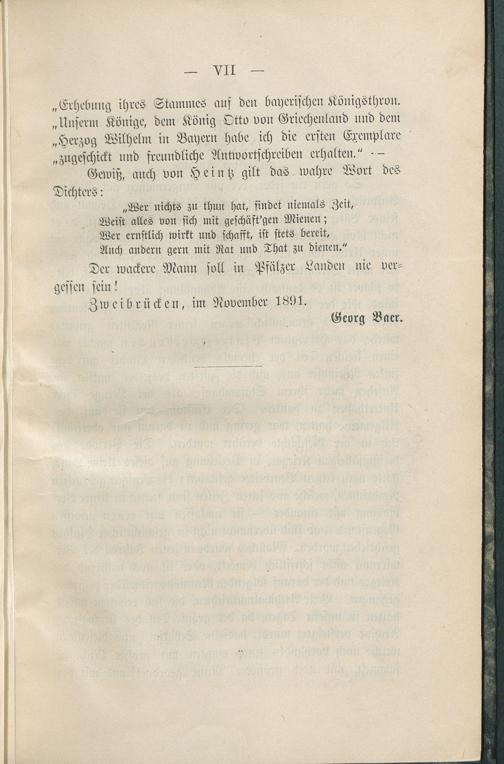 — VII —
„Erhebung ihres Stammes auf den bayerischen Königsthron.
„Unserm Könige, dem König Otto von Griechenland und dem
„Herzog Wilhelm in Bayern habe ich die ersten Exemplare
„zugeschickt und freundliche Antwortschreiben erhalten.“ —
Gewiß, auch von Heintz gilt das wahre Wort des
Dichters:
„Wer nichts zu thun hat, findet niemals Zeit,
Weist alles von sich mit geschäft'gen Mienen;
Wer ernstlich wirkt und schafft, ist stets bereit,
Auch andern gern mit Rat und That zu dienen.“
Der wackere Mann soll in Pfälzer Landen nie ver-
gessen sein!
Zweibrücken, im November 1891.
Georg Baer.